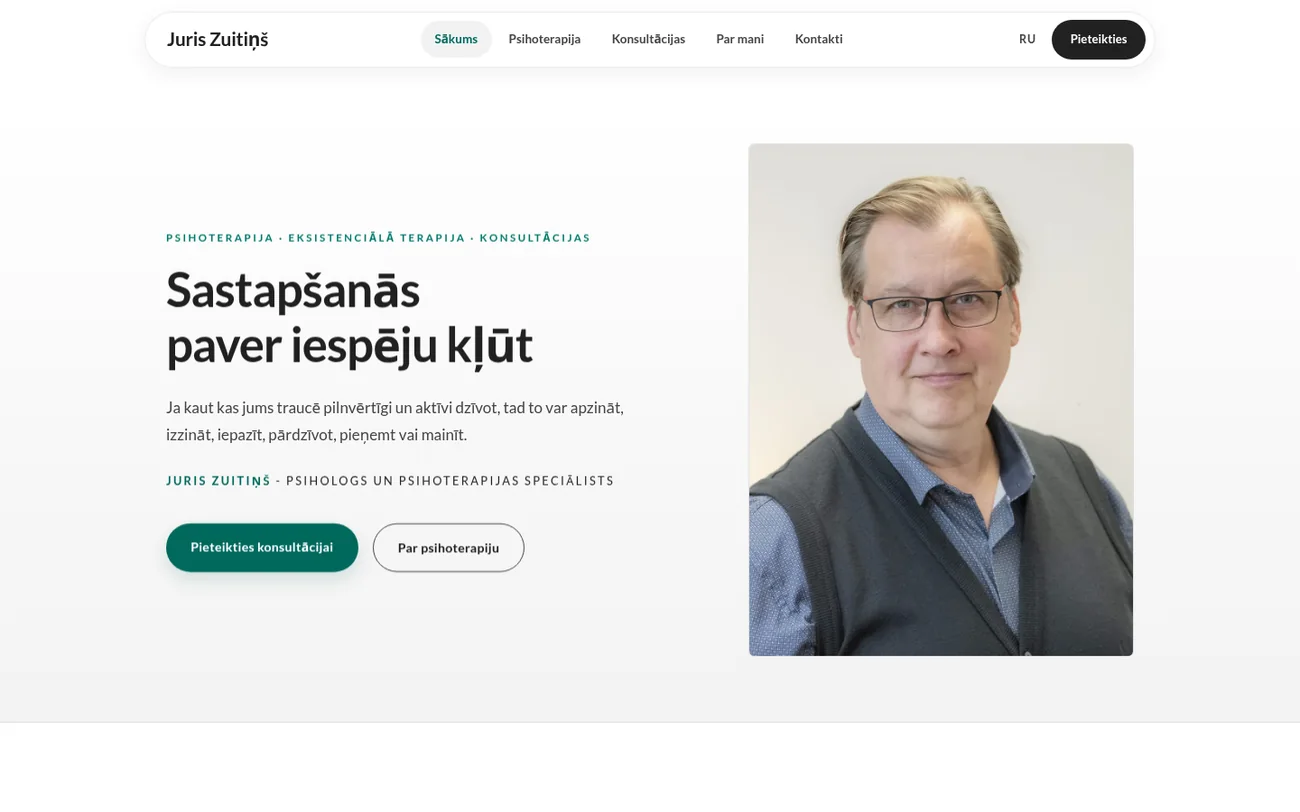 Juris Zuitiņš
Sākums
Psihoterapija
Konsultācijas
Par mani
Kontakti
RU
Pieteikties
PSIHOTERAPIJA · EKSISTENCIĀLĀ TERAPIJA · KONSULTĀCIJAS
Sastapšanās
paver iespēju kļūt
Ja kaut kas jums traucē pilnvērtīgi un aktīvi dzīvot, tad to var apzināt,
izzināt, iepazīt, pārdzīvot, pieņemt vai mainīt.
JURIS ZUITIŅŠ - PSIHOLOGS UN PSIHOTERAPIJAS SPECIĀLISTS
Pieteikties konsultācijai
Par psihoterapiju